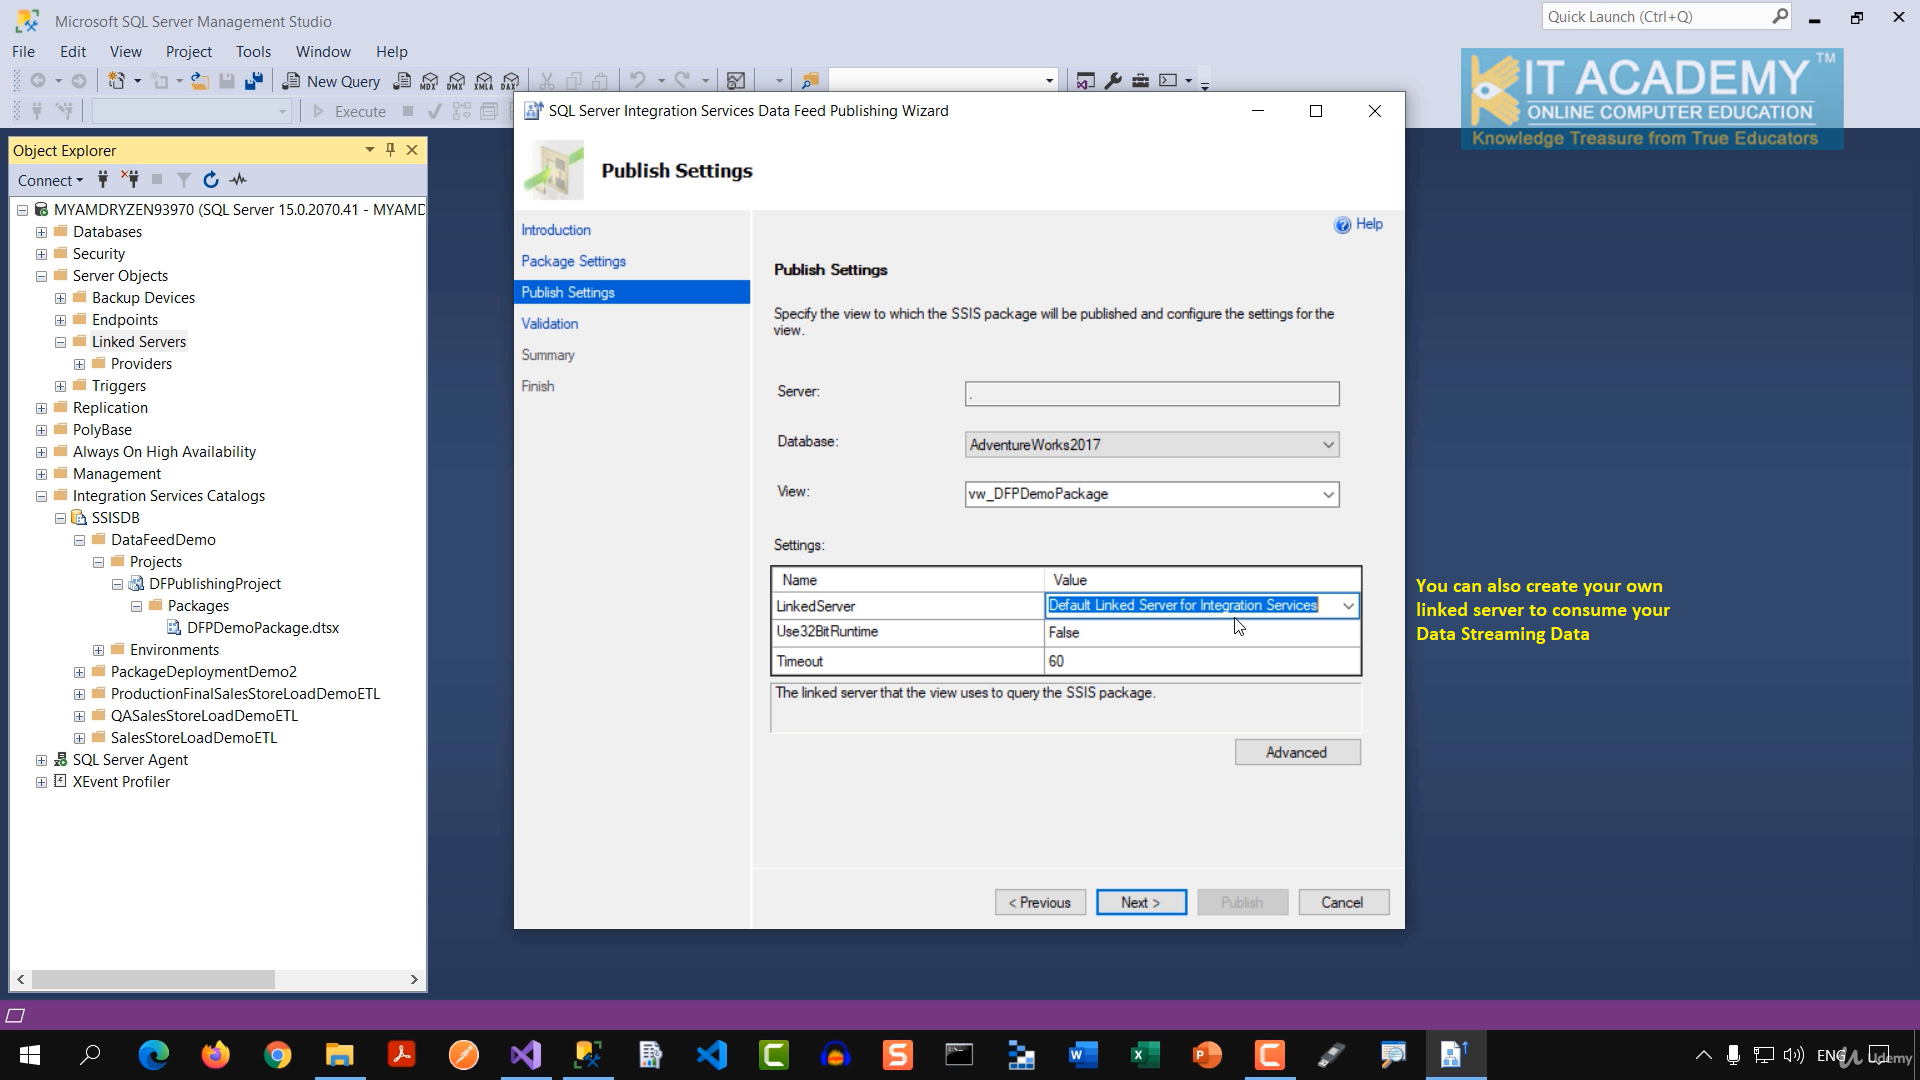 Microsoft SQL Server Management Studio
Quick Launch (Ctrl+Q)
File Edit View Project Tools Window Help
New Query
MDX DMX XMLA DAX
Execute
KIT ACADEMY ™
ONLINE COMPUTER EDUCATION
Knowledge Treasure from True Educators
Object Explorer
Connect
MYAMDRYZEN93970 (SQL Server 15.0.2070.41 - MYAMD
Databases
Security
Server Objects
Backup Devices
Endpoints
Linked Servers
Providers
Triggers
Replication
PolyBase
Always On High Availability
Management
Integration Services Catalogs
SSISDB
DataFeedDemo
Projects
DFPublishingProject
Packages
DFPDemoPackage.dtsx
Environments
PackageDeploymentDemo2
ProductionFinalSalesStoreLoadDemoETL
QASalesStoreLoadDemoETL
SalesStoreLoadDemoETL
SQL Server Agent
XEvent Profiler
SQL Server Integration Services Data Feed Publishing Wizard
Publish Settings
Introduction
Package Settings
Publish Settings
Validation
Summary
Finish
Help
Publish Settings
Specify the view to which the SSIS package will be published and configure the settings for the
view.
Server: .
Database: AdventureWorks2017
View: vw_DFPDemoPackage
Settings:
Name Value
LinkedServer Default Linked Server for Integration Services
Use32BitRuntime False
Timeout 60
The linked server that the view uses to query the SSIS package.
Advanced
< Previous Next > Publish Cancel
You can also create your own
linked server to consume your
Data Streaming Data
ENG
Udemy